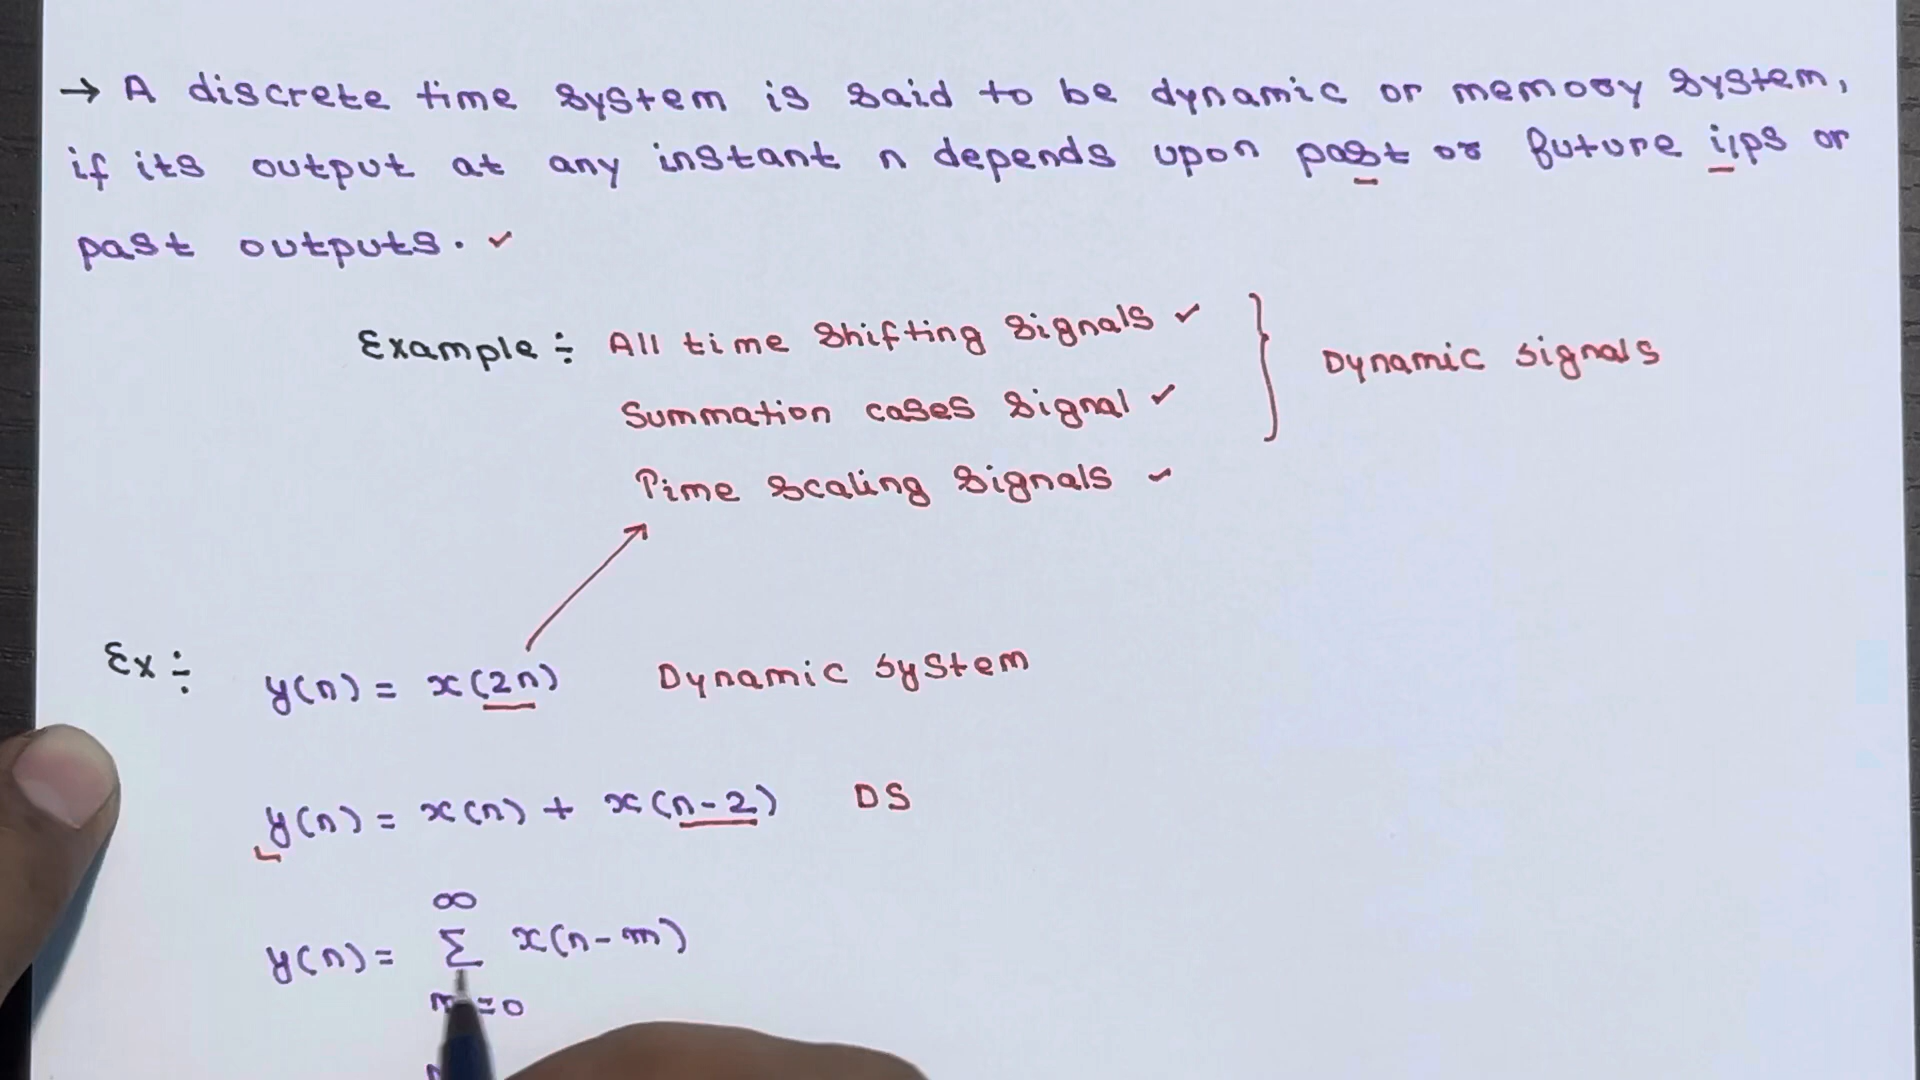 → A discrete time system is said to be dynamic or memory system,
if its output at any instant n depends upon past or future i/ps or
past outputs. ✓
Example ÷ All time shifting signals ✓ } Dynamic signals
Summation cases signal ✓
Time scaling signals ✓
Ex ÷
y(n) = x(2n) Dynamic system
y(n) = x(n) + x(n-2) DS
∞
y(n) = Σ x(n-m)
m=0